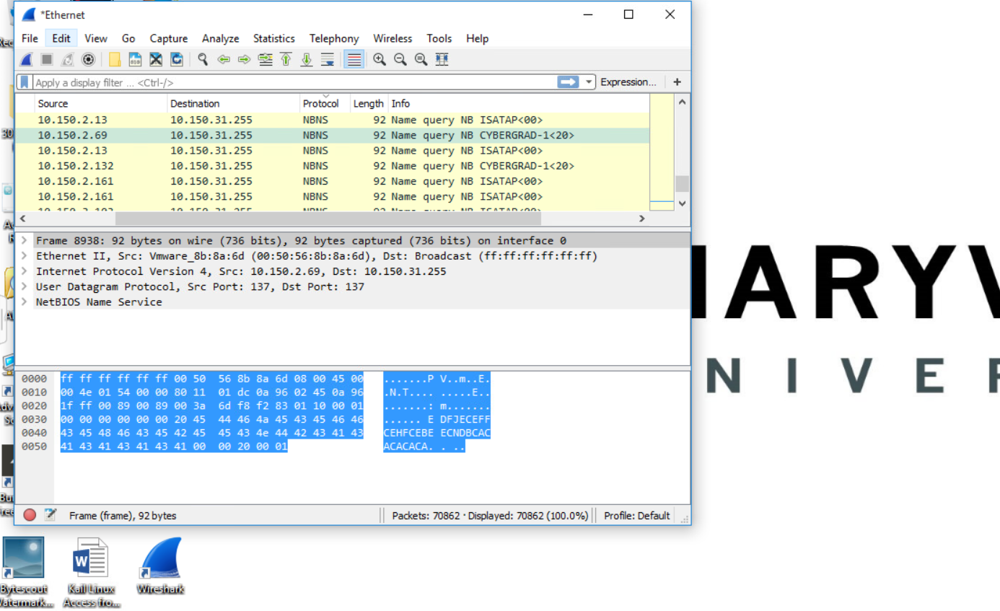 *Ethernet
File Edit View Go Capture Analyze Statistics Telephony Wireless Tools Help
Apply a display filter ... <Ctrl-/> Expression... +
Source Destination Protocol Length Info
10.150.2.13 10.150.31.255 NBNS 92 Name query NB ISATAP<00>
10.150.2.69 10.150.31.255 NBNS 92 Name query NB CYBERGRAD-1<20>
10.150.2.13 10.150.31.255 NBNS 92 Name query NB ISATAP<00>
10.150.2.132 10.150.31.255 NBNS 92 Name query NB CYBERGRAD-1<20>
10.150.2.161 10.150.31.255 NBNS 92 Name query NB ISATAP<00>
10.150.2.161 10.150.31.255 NBNS 92 Name query NB ISATAP<00>
Frame 8938: 92 bytes on wire (736 bits), 92 bytes captured (736 bits) on interface 0
Ethernet II, Src: Vmware_8b:8a:6d (00:50:56:8b:8a:6d), Dst: Broadcast (ff:ff:ff:ff:ff:ff)
Internet Protocol Version 4, Src: 10.150.2.69, Dst: 10.150.31.255
User Datagram Protocol, Src Port: 137, Dst Port: 137
NetBIOS Name Service
0000 ff ff ff ff ff ff 00 50 56 8b 8a 6d 08 00 45 00 .......P V..m..E.
0010 00 4e 01 54 00 00 80 11 01 dc 0a 96 02 45 0a 96 .N.T.... .....E..
0020 1f ff 00 89 00 89 00 3a 6d f8 f2 83 01 10 00 01 .......: m.......
0030 00 00 00 00 00 00 20 45 44 46 4a 45 43 45 46 46 ...... E DFJECEFF
0040 43 45 48 46 43 45 42 45 45 43 4e 44 42 43 41 43 CEHFCEBE ECNDBCAC
0050 41 43 41 43 41 43 41 00 00 20 00 01 ACACACA. . ..
Frame (frame), 92 bytes Packets: 70862 · Displayed: 70862 (100.0%) Profile: Default
ARY
NIVE
Bytescout Kali Linux Wireshark
Watermark... Access fro...